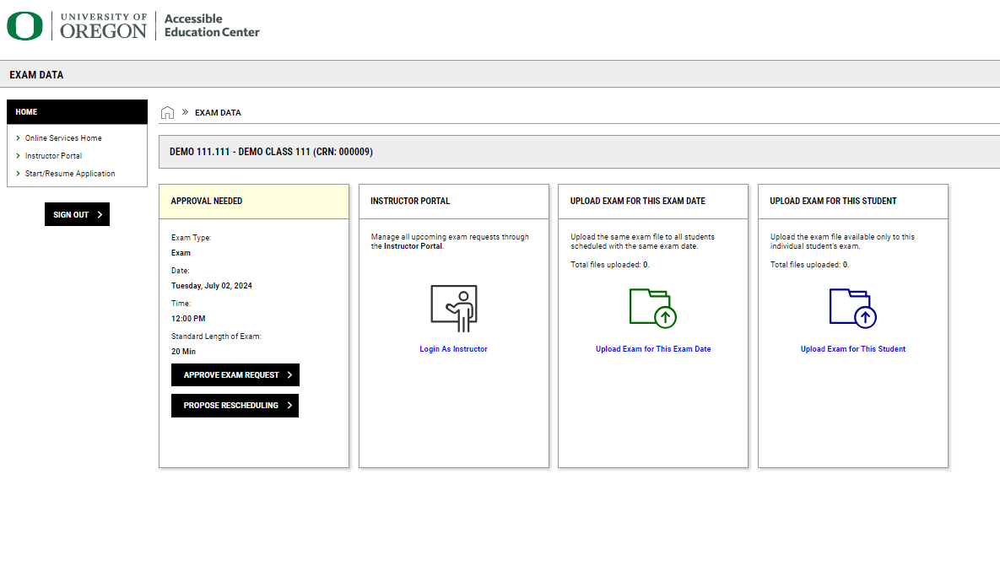 UNIVERSITY OF
OREGON
Accessible
Education Center
EXAM DATA
HOME
Online Services Home
Instructor Portal
Start/Resume Application
SIGN OUT
EXAM DATA
DEMO 111.111 - DEMO CLASS 111 (CRN: 000009)
APPROVAL NEEDED
Exam Type:
Exam
Date:
Tuesday, July 02, 2024
Time:
12:00 PM
Standard Length of Exam:
20 Min
APPROVE EXAM REQUEST
PROPOSE RESCHEDULING
INSTRUCTOR PORTAL
Manage all upcoming exam requests through
the Instructor Portal.
Login As Instructor
UPLOAD EXAM FOR THIS EXAM DATE
Upload the same exam file to all students
scheduled with the same exam date.
Total files uploaded: 0.
Upload Exam for This Exam Date
UPLOAD EXAM FOR THIS STUDENT
Upload the exam file available only to this
individual student's exam.
Total files uploaded: 0.
Upload Exam for This Student